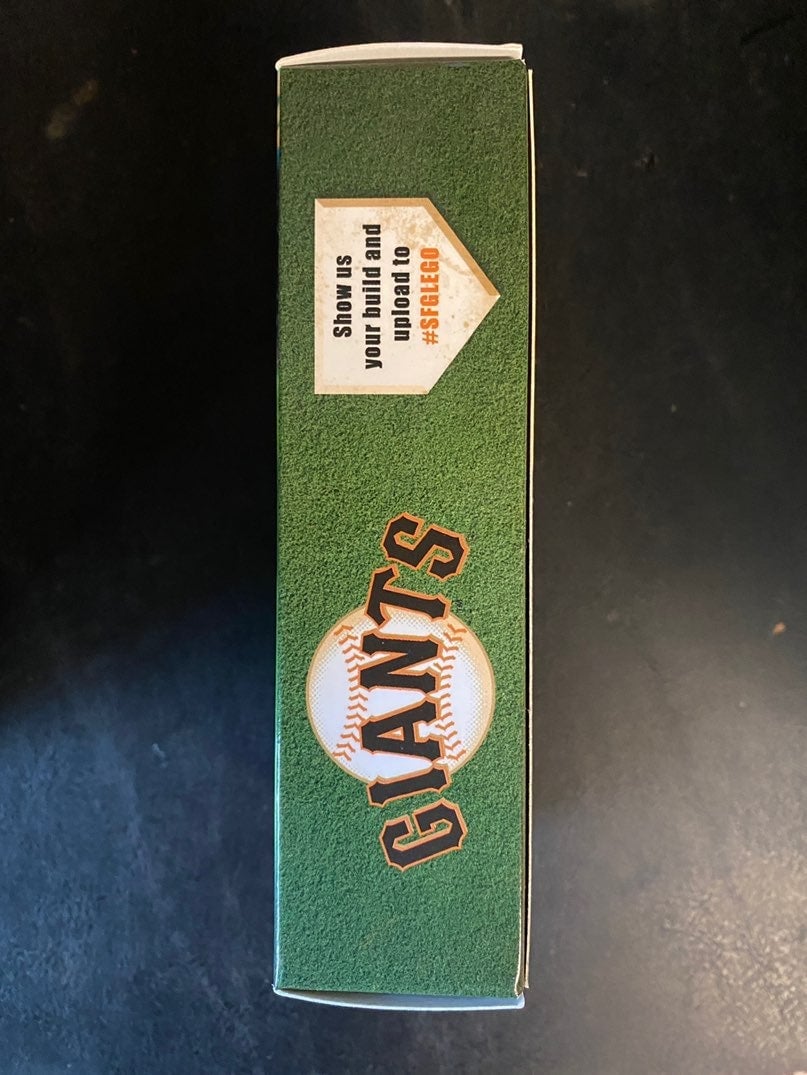 GIANTS
Show us
your build and
upload to
#SFGLEGO